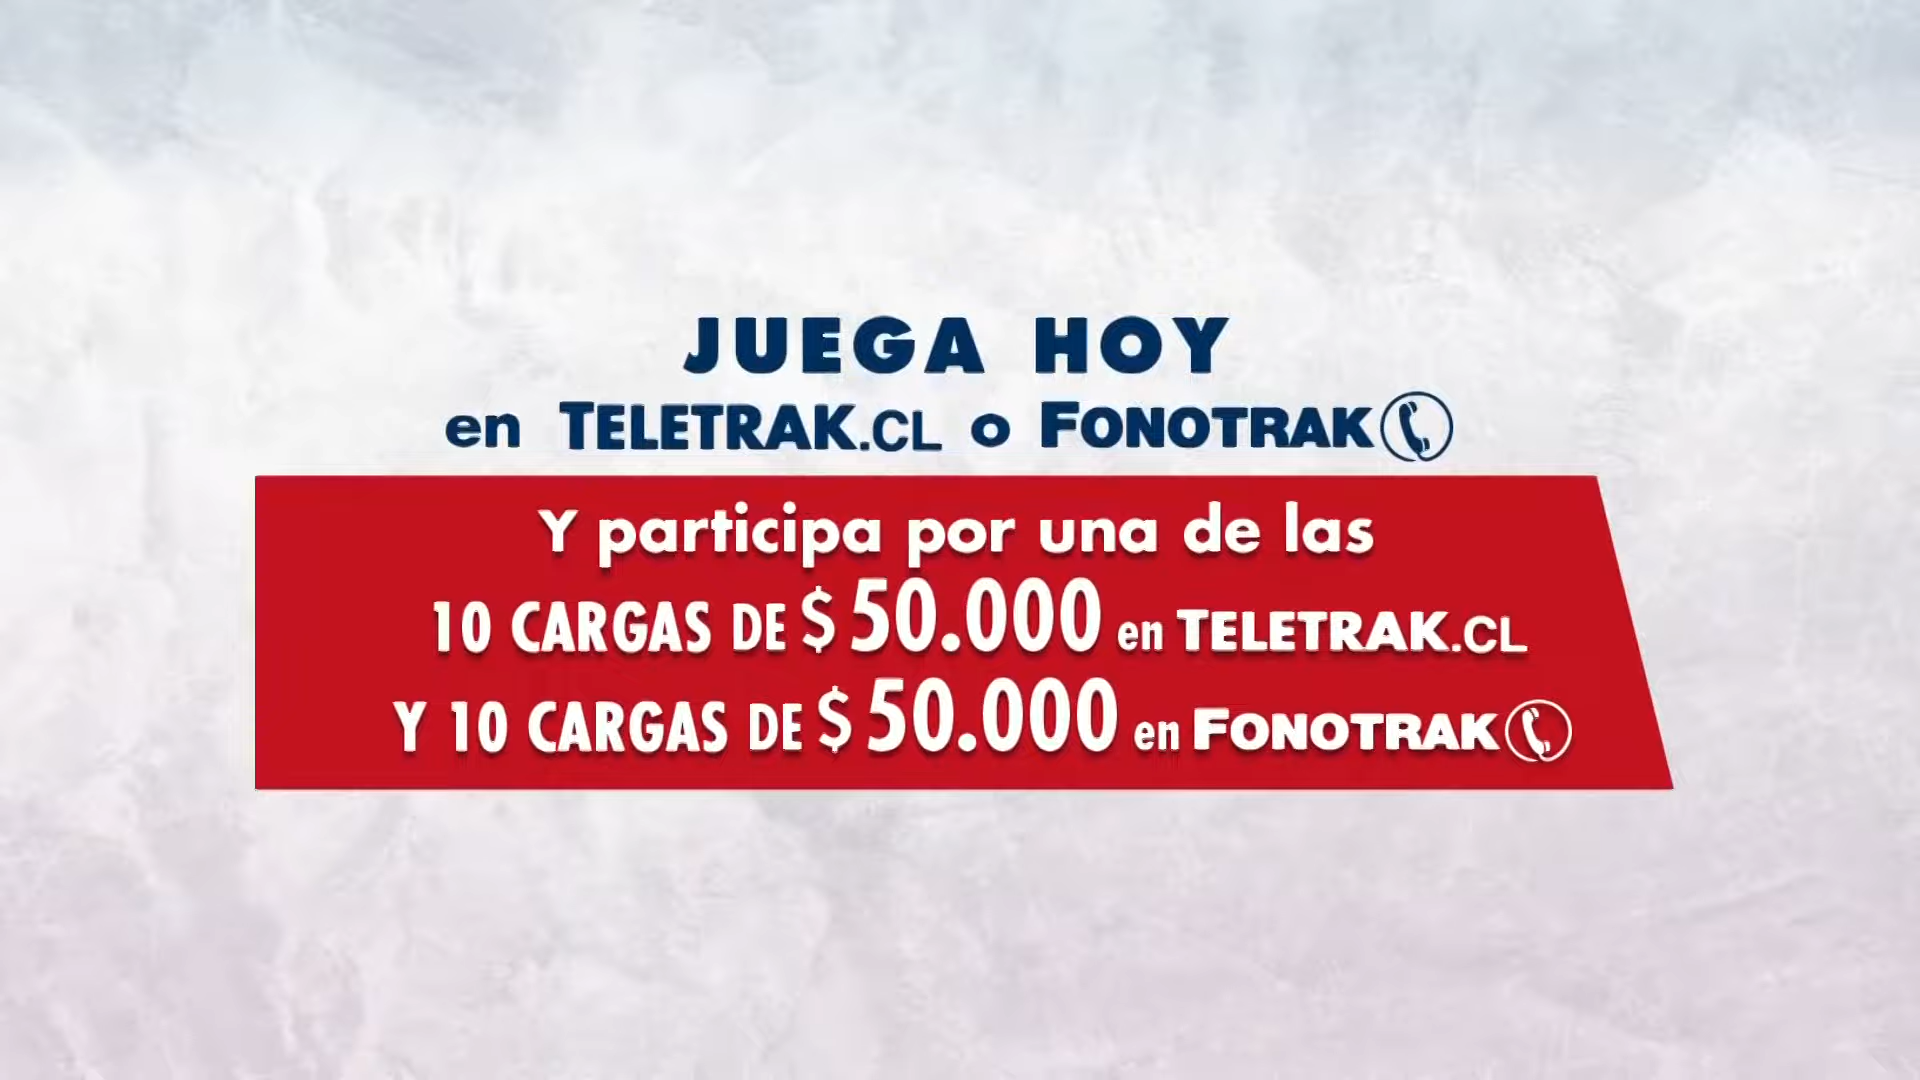 JUEGA HOY
en TELETRAK.CL o FONOTRAK
Y participa por una de las
10 CARGAS DE $ 50.000 en TELETRAK.CL
Y 10 CARGAS DE $ 50.000 en FONOTRAK